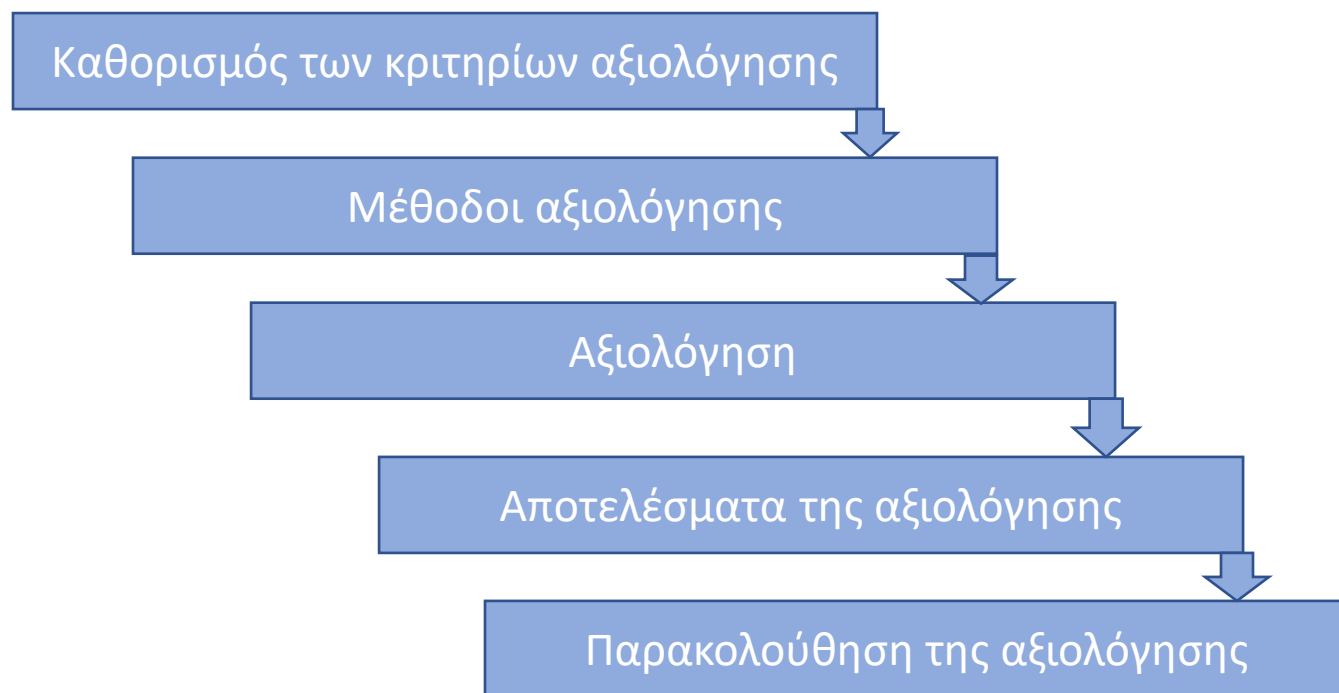 Καθορισμός των κριτηρίων αξιολόγησης
Μέθοδοι αξιολόγησης
Αξιολόγηση
Αποτελέσματα της αξιολόγησης
Παρακολούθηση της αξιολόγησης